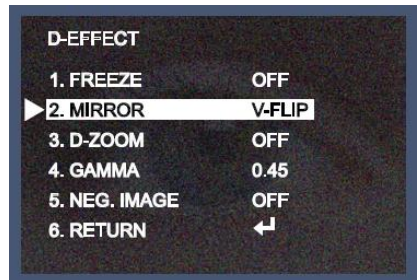 D-EFFECT
1. FREEZE OFF
2. MIRROR V-FLIP
3. D-ZOOM OFF
4. GAMMA 0.45
5. NEG. IMAGE OFF
6. RETURN ↵